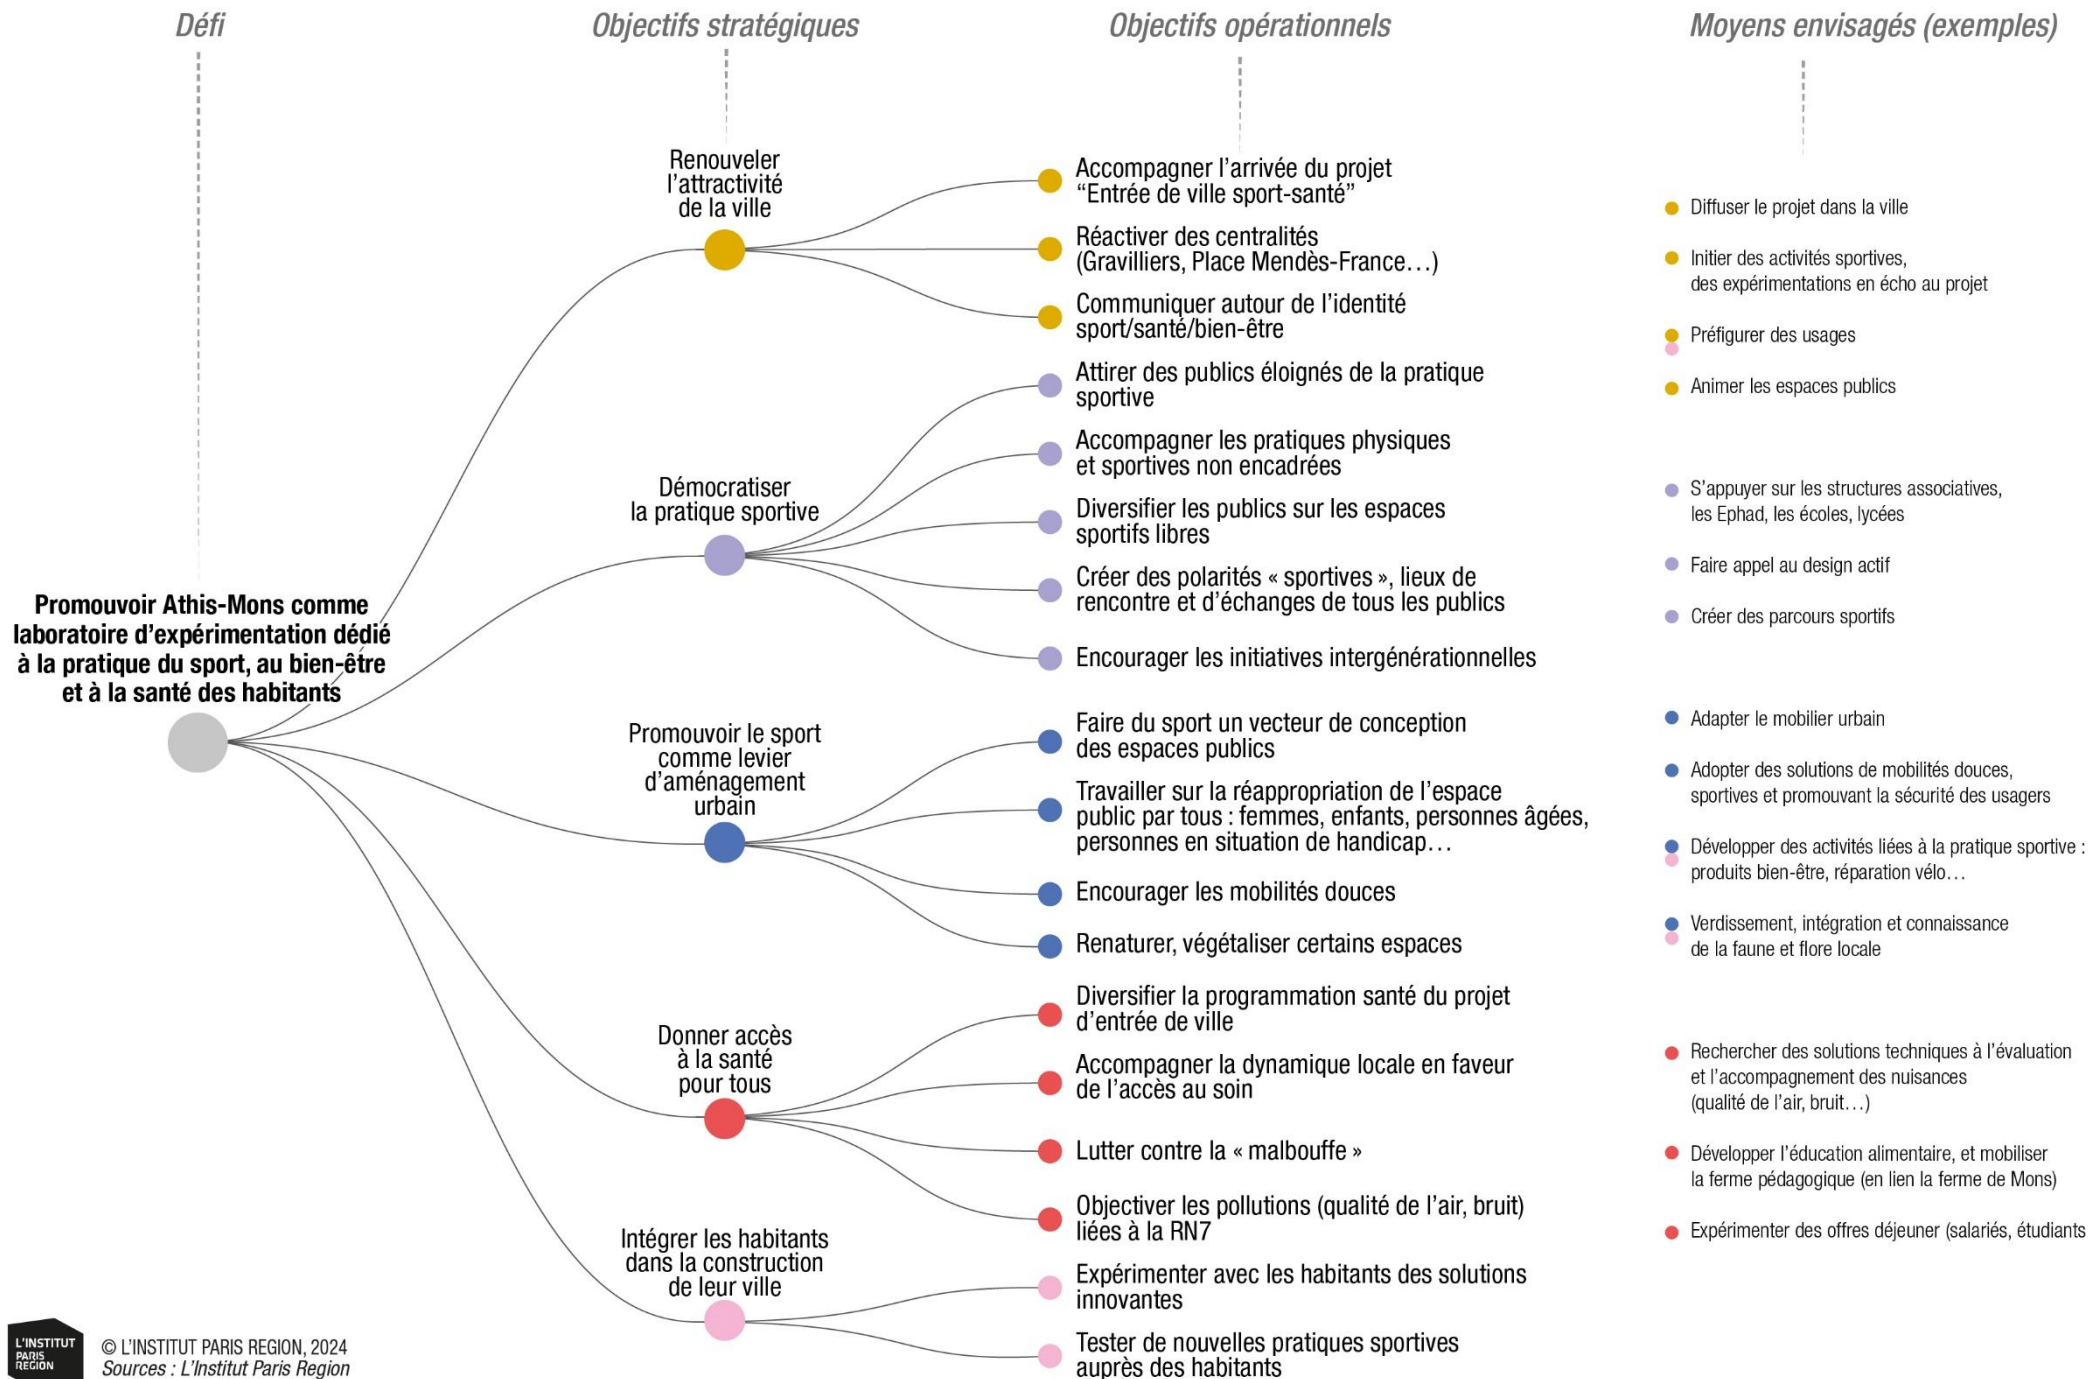 Défi
Objectifs stratégiques
Objectifs opérationnels
Moyens envisagés (exemples)
Promouvoir Athis-Mons comme
laboratoire d’expérimentation dédié
à la pratique du sport, au bien-être
et à la santé des habitants
Renouveler
l’attractivité
de la ville
Démocratiser
la pratique sportive
Promouvoir le sport
comme levier
d’aménagement
urbain
Donner accès
à la santé
pour tous
Intégrer les habitants
dans la construction
de leur ville
Accompagner l’arrivée du projet
“Entrée de ville sport-santé”
Réactiver des centralités
(Gravilliers, Place Mendès-France…)
Communiquer autour de l’identité
sport/santé/bien-être
Attirer des publics éloignés de la pratique
sportive
Accompagner les pratiques physiques
et sportives non encadrées
Diversifier les publics sur les espaces
sportifs libres
Créer des polarités « sportives », lieux de
rencontre et d’échanges de tous les publics
Encourager les initiatives intergénérationnelles
Faire du sport un vecteur de conception
des espaces publics
Travailler sur la réappropriation de l’espace
public par tous : femmes, enfants, personnes âgées,
personnes en situation de handicap…
Encourager les mobilités douces
Renaturer, végétaliser certains espaces
Diversifier la programmation santé du projet
d’entrée de ville
Accompagner la dynamique locale en faveur
de l’accès au soin
Lutter contre la « malbouffe »
Objectiver les pollutions (qualité de l’air, bruit)
liées à la RN7
Expérimenter avec les habitants des solutions
innovantes
Tester de nouvelles pratiques sportives
auprès des habitants
Diffuser le projet dans la ville
Initier des activités sportives,
des expérimentations en écho au projet
Préfigurer des usages
Animer les espaces publics
S’appuyer sur les structures associatives,
les Ephad, les écoles, lycées
Faire appel au design actif
Créer des parcours sportifs
Adapter le mobilier urbain
Adopter des solutions de mobilités douces,
sportives et promouvant la sécurité des usagers
Développer des activités liées à la pratique sportive :
produits bien-être, réparation vélo…
Verdissement, intégration et connaissance
de la faune et flore locale
Rechercher des solutions techniques à l’évaluation
et l’accompagnement des nuisances
(qualité de l’air, bruit…)
Développer l’éducation alimentaire, et mobiliser
la ferme pédagogique (en lien la ferme de Mons)
Expérimenter des offres déjeuner (salariés, étudiants
L’INSTITUT
PARIS
REGION
© L’INSTITUT PARIS REGION, 2024
Sources : L’Institut Paris Region